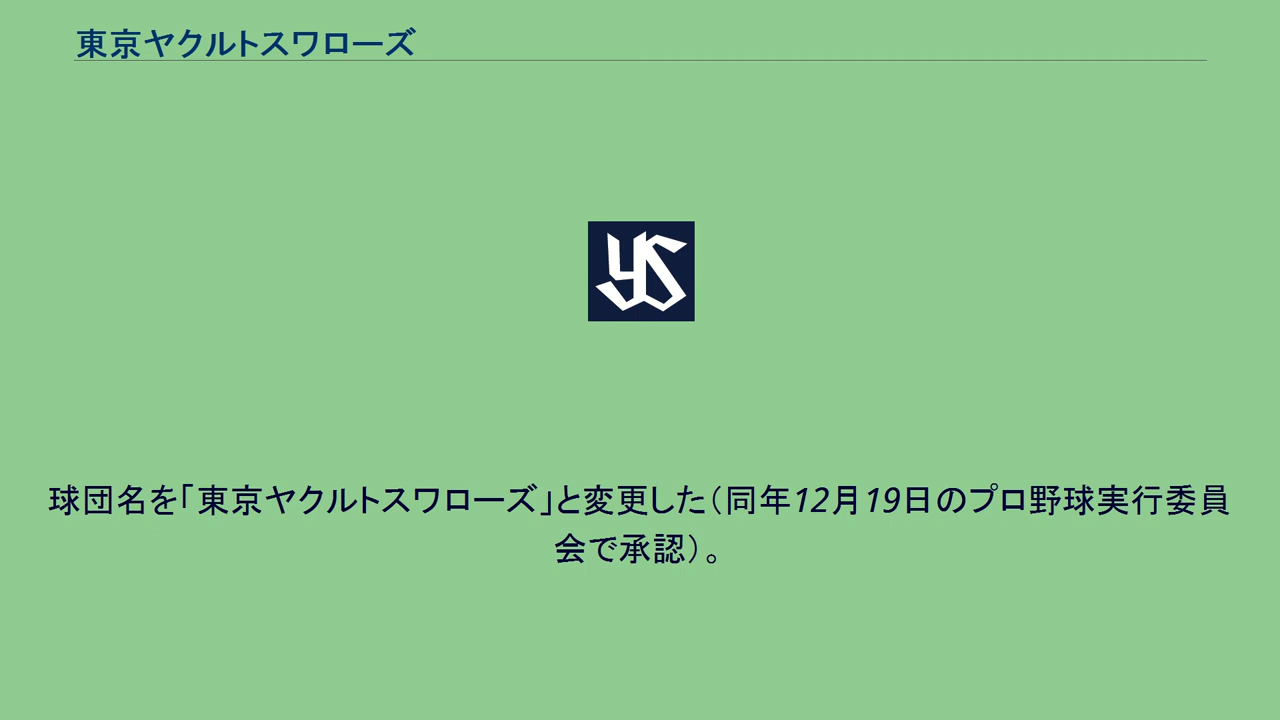 東京ヤクルトスワローズ
YS
球団名を「東京ヤクルトスワローズ」と変更した（同年12月19日のプロ野球実行委員
会で承認）。